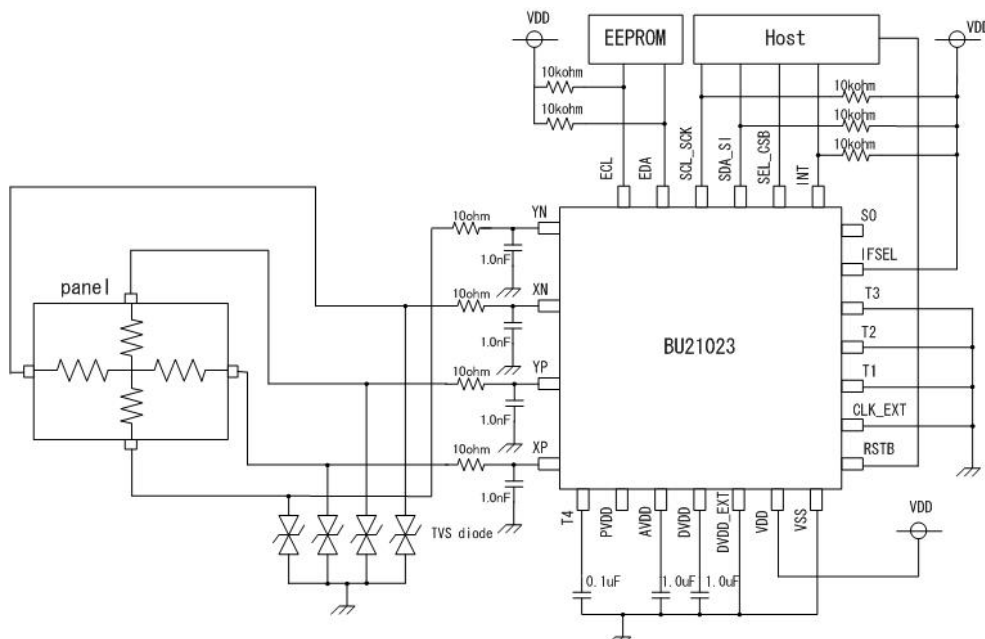 VDD
EEPROM
Host
VDD
10kohm
10kohm
10kohm
10kohm
10kohm
ECL
EDA
SCL_SCK
SDA_SI
SEL_CSB
INT
10ohm
YN
1.0nF
SO
IFSEL
panel
10ohm
XN
1.0nF
T3
T2
BU21023
10ohm
YP
1.0nF
T1
CLK_EXT
10ohm
XP
1.0nF
RSTB
TVS diode
T4
PVDD
AVDD
DVDD
DVDD_EXT
VDD
VSS
VDD
0.1uF
1.0uF
1.0uF